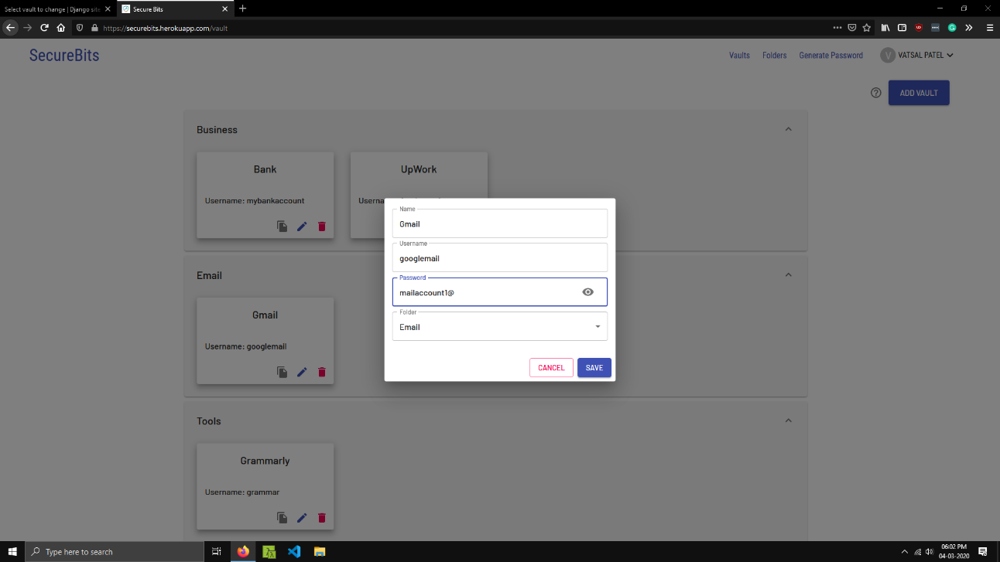 Select vault to change | Django site
Secure Bits
https://securebits.herokuapp.com/vault
SecureBits
Vaults
Folders
Generate Password
V
VATSAL PATEL
ADD VAULT
Business
Bank
Username: mybankaccount
UpWork
Userna
Name
Gmail
Username
googlemail
Password
mailaccount1@
Folder
Email
CANCEL
SAVE
Email
Gmail
Username: googlemail
Tools
Grammarly
Username: grammar
Type here to search
06:02 PM
04-03-2020